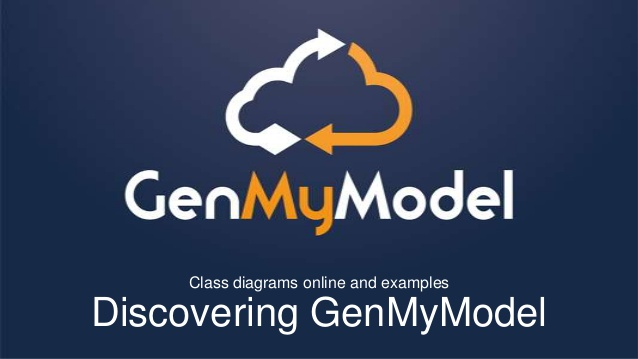 GenMyModel
Class diagrams online and examples
Discovering GenMyModel